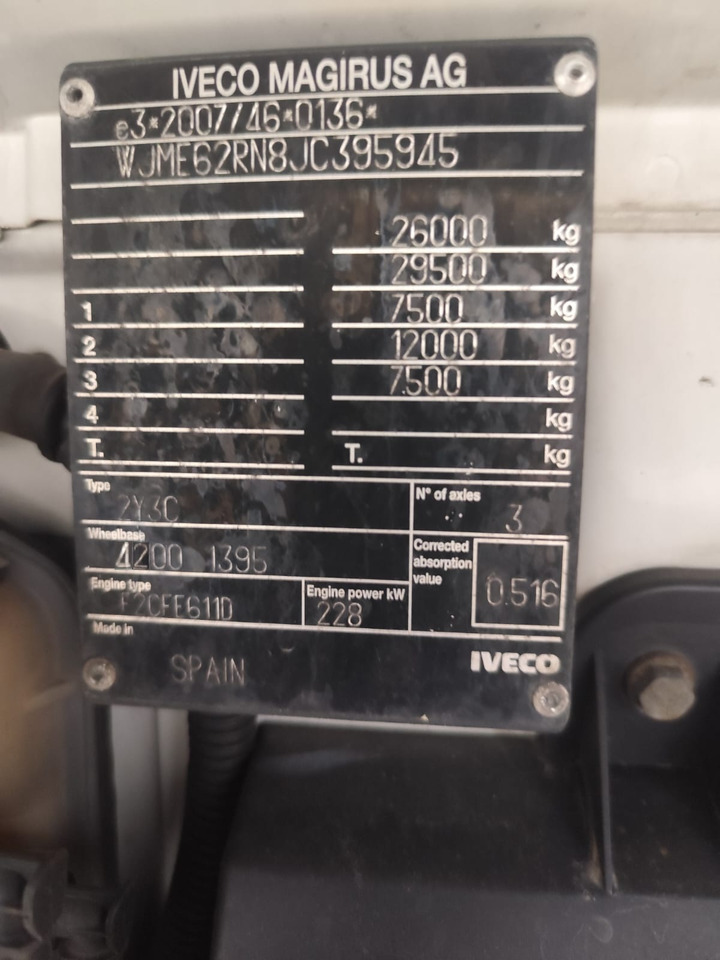 IVECO MAGIRUS AG
e3*2007/46*0136*
WJME62RN8JC395945
26000 kg
29500 kg
1 7500 kg
2 12000 kg
3 7500 kg
4 kg
T. T. kg
Type 2Y3C N° of axles 3
Wheelbase 4200 1395 Corrected absorption value 0.516
Engine type F2CFE611D Engine power kW 228
Made in SPAIN IVECO